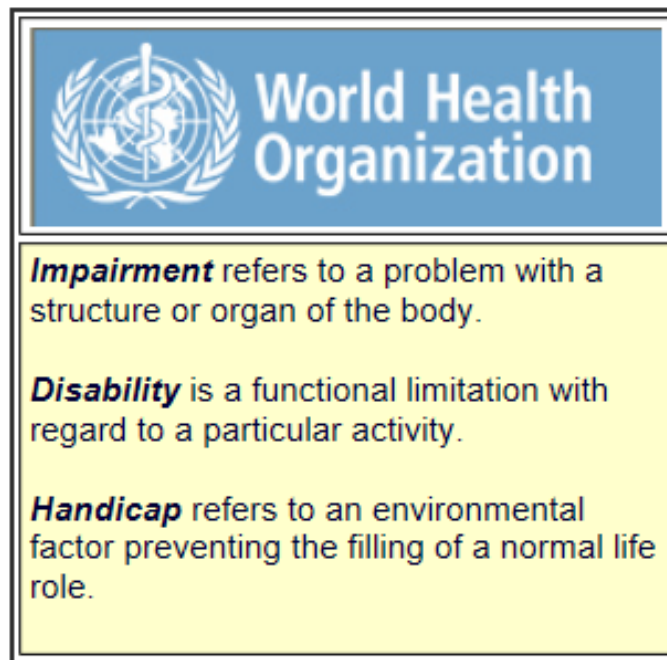 World Health
Organization
Impairment refers to a problem with a
structure or organ of the body.
Disability is a functional limitation with
regard to a particular activity.
Handicap refers to an environmental
factor preventing the filling of a normal life
role.